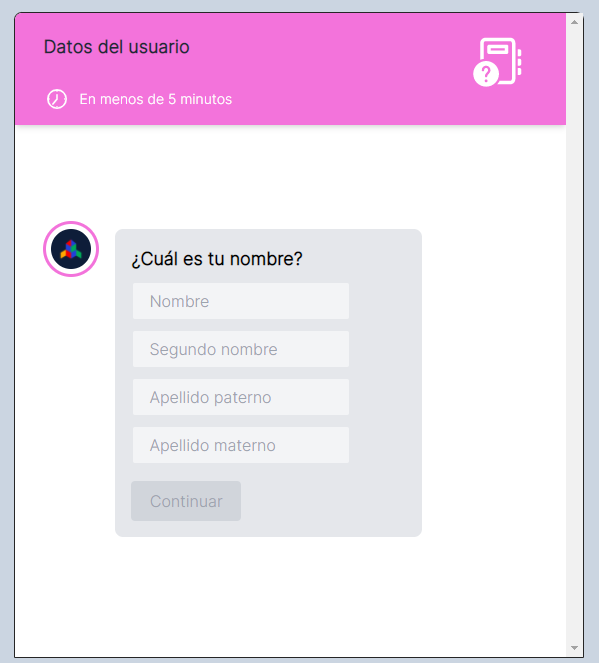 Datos del usuario
En menos de 5 minutos
?
¿Cuál es tu nombre?
Nombre
Segundo nombre
Apellido paterno
Apellido materno
Continuar